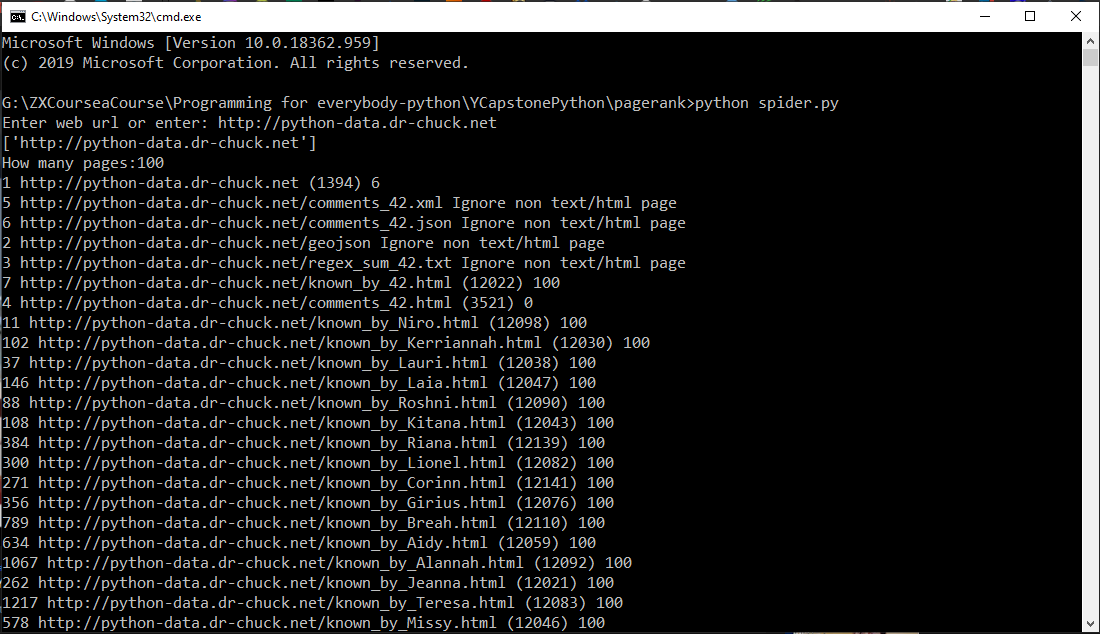 C:\Windows\System32\cmd.exe
Microsoft Windows [Version 10.0.18362.959]
(c) 2019 Microsoft Corporation. All rights reserved.
G:\ZXCourseaCourse\Programming for everybody-python\YCapstonePython\pagerank>python spider.py
Enter web url or enter: http://python-data.dr-chuck.net
['http://python-data.dr-chuck.net']
How many pages:100
1 http://python-data.dr-chuck.net (1394) 6
5 http://python-data.dr-chuck.net/comments_42.xml Ignore non text/html page
6 http://python-data.dr-chuck.net/comments_42.json Ignore non text/html page
2 http://python-data.dr-chuck.net/geojson Ignore non text/html page
3 http://python-data.dr-chuck.net/regex_sum_42.txt Ignore non text/html page
7 http://python-data.dr-chuck.net/known_by_42.html (12022) 100
4 http://python-data.dr-chuck.net/comments_42.html (3521) 0
11 http://python-data.dr-chuck.net/known_by_Niro.html (12098) 100
102 http://python-data.dr-chuck.net/known_by_Kerriannah.html (12030) 100
37 http://python-data.dr-chuck.net/known_by_Lauri.html (12038) 100
146 http://python-data.dr-chuck.net/known_by_Laia.html (12047) 100
88 http://python-data.dr-chuck.net/known_by_Roshni.html (12090) 100
108 http://python-data.dr-chuck.net/known_by_Kitana.html (12043) 100
384 http://python-data.dr-chuck.net/known_by_Riana.html (12139) 100
300 http://python-data.dr-chuck.net/known_by_Lionel.html (12082) 100
271 http://python-data.dr-chuck.net/known_by_Corinn.html (12141) 100
356 http://python-data.dr-chuck.net/known_by_Girius.html (12076) 100
789 http://python-data.dr-chuck.net/known_by_Breah.html (12110) 100
634 http://python-data.dr-chuck.net/known_by_Aidy.html (12059) 100
1067 http://python-data.dr-chuck.net/known_by_Alannah.html (12092) 100
262 http://python-data.dr-chuck.net/known_by_Jeanna.html (12021) 100
1217 http://python-data.dr-chuck.net/known_by_Teresa.html (12083) 100
578 http://python-data.dr-chuck.net/known_by_Missy.html (12046) 100